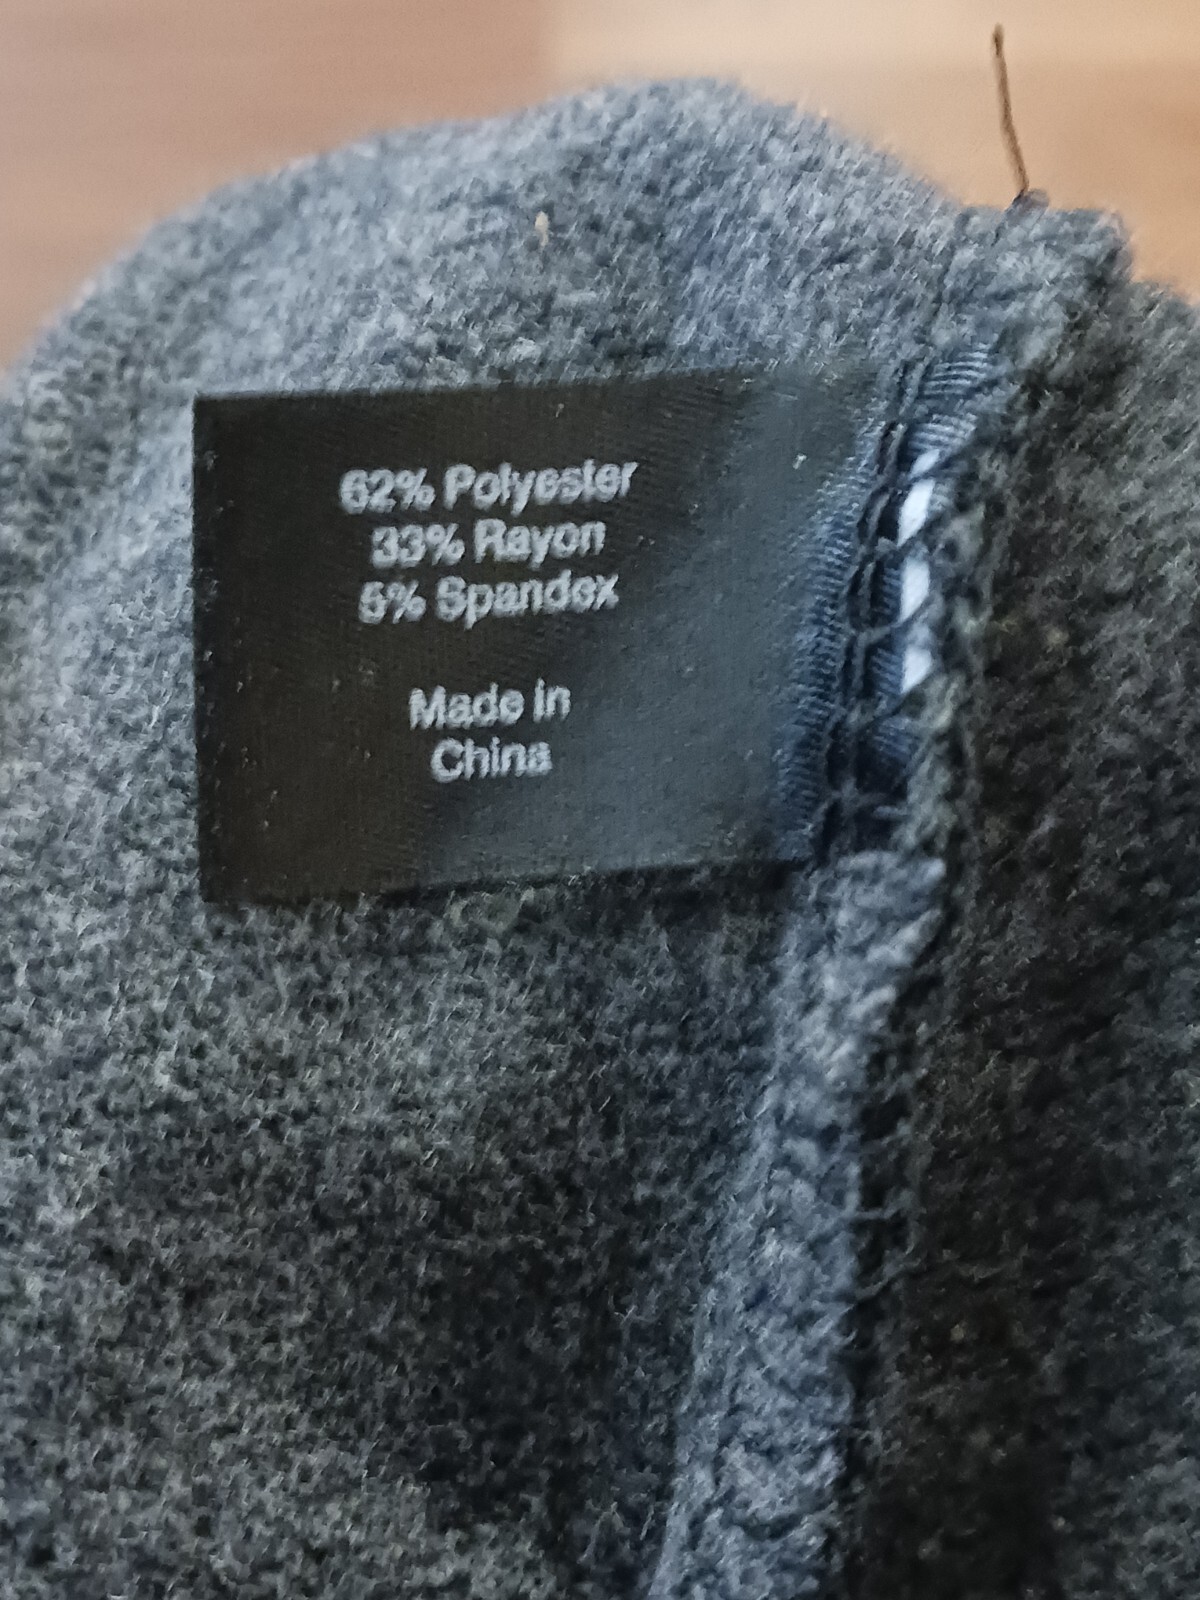 62% Polyester
33% Rayon
5% Spandex
Made in
China